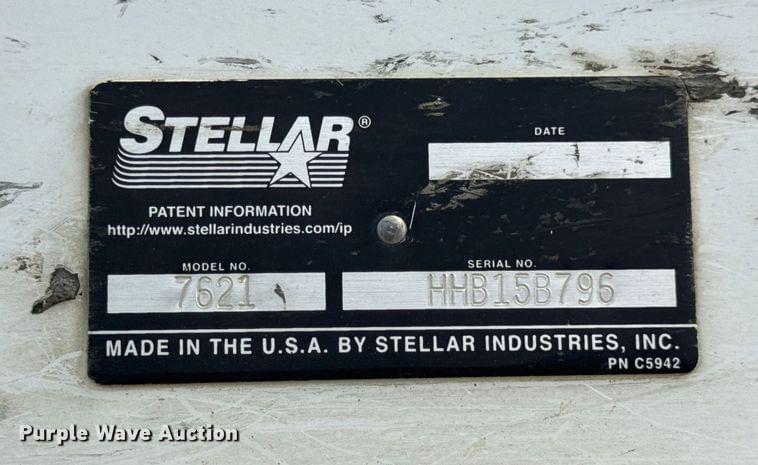 STELLAR®
DATE
PATENT INFORMATION
http://www.stellarindustries.com/ip
MODEL NO.
7621
SERIAL NO.
HHB15B796
MADE IN THE U.S.A. BY STELLAR INDUSTRIES, INC.
PN C5942
Purple Wave Auction